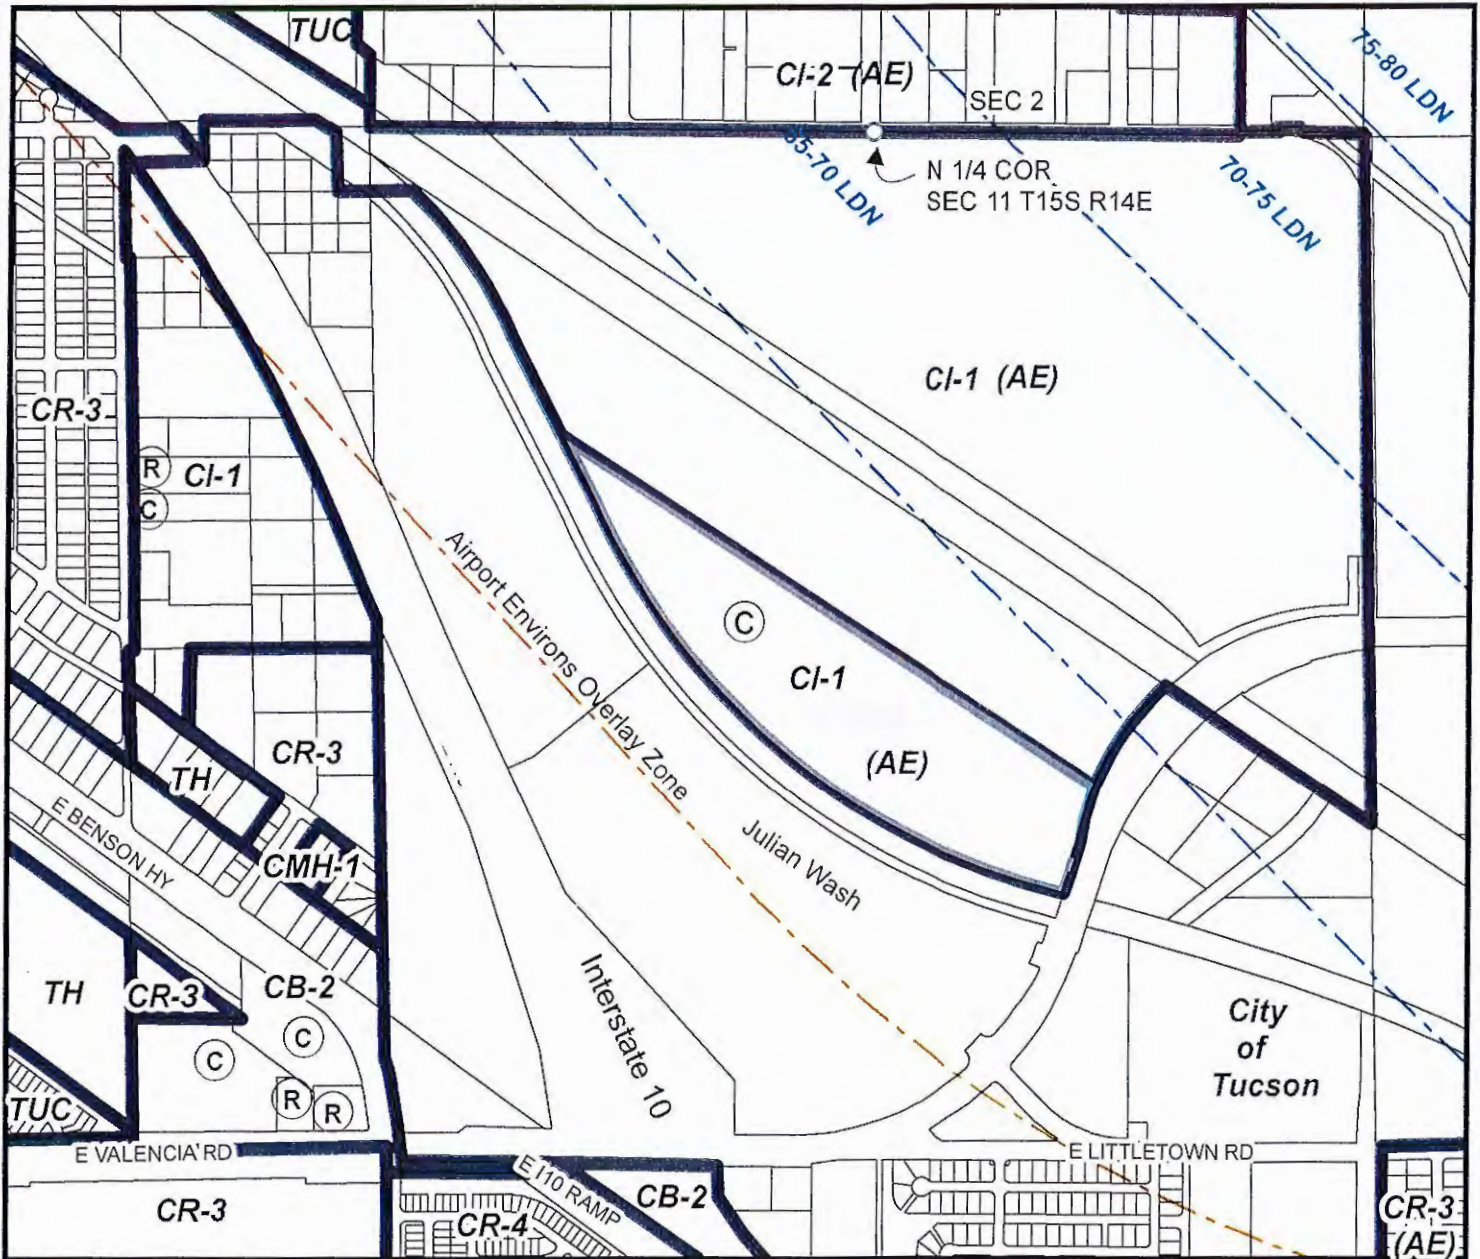 TUC
CI-2 (AE)
75-80 LDN
SEC 2
65-70 LDN
N 1/4 COR
SEC 11 T15S R14E
70-75 LDN
CI-1 (AE)
CR-3
R
CI-1
C
Airport Environs Overlay Zone
C
CI-1
(AE)
CR-3
TH
E BENSON HY
CMH-1
Julian Wash
TH
CR-3
CB-2
C
C
Interstate 10
City
of
Tucson
R
R
TUC
E VALENCIA RD
E LITTLETOWN RD
E I10 RAMP
CB-2
CR-3
CR-4
CR-3
(AE)